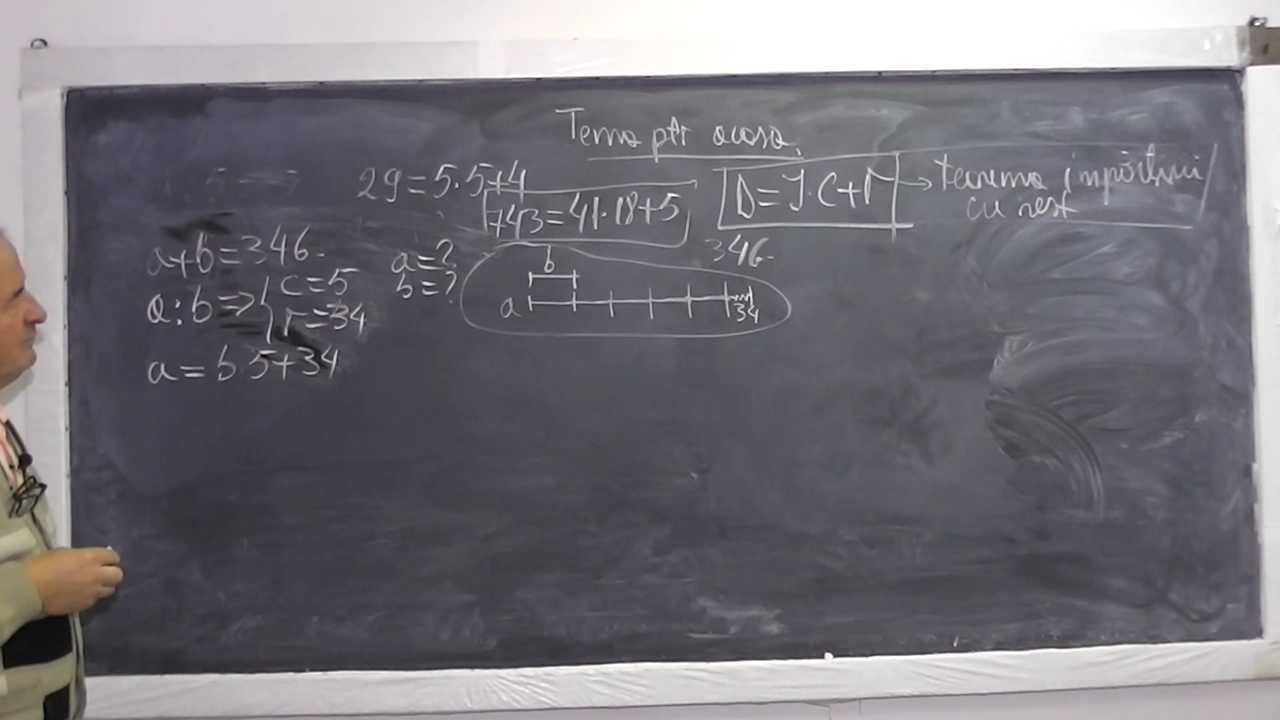 Tema ptr acasa.
29=5·5+4
743=41·18+5
D=Î·C+r → teorema împărțirii
cu rest
a+b=346.
a=?
b=?
a:b => { c=5
r=34
a=b·5+34
b
346.
a
34